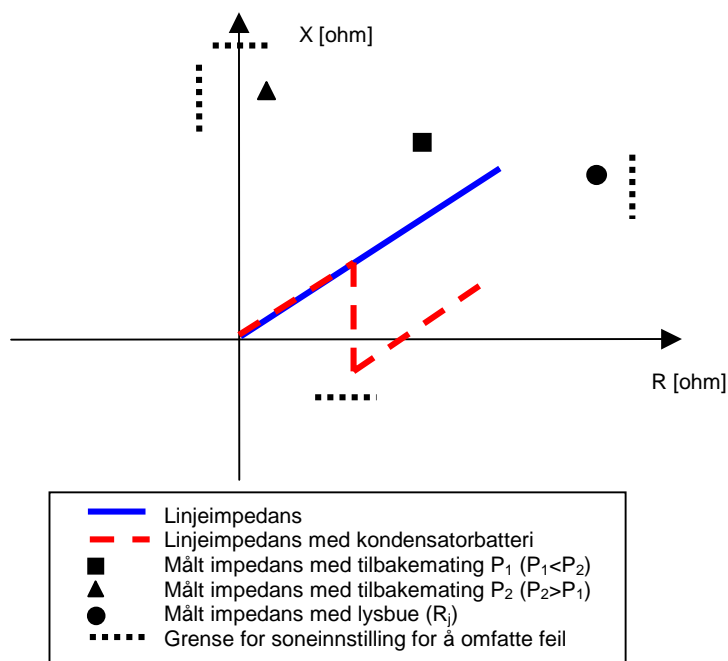 X [ohm]
R [ohm]
Linjeimpedans
Linjeimpedans med kondensatorbatteri
Målt impedans med tilbakemating P₁ (P₁<P₂)
Målt impedans med tilbakemating P₂ (P₂>P₁)
Målt impedans med lysbue (Rⱼ)
Grense for soneinnstilling for å omfatte feil